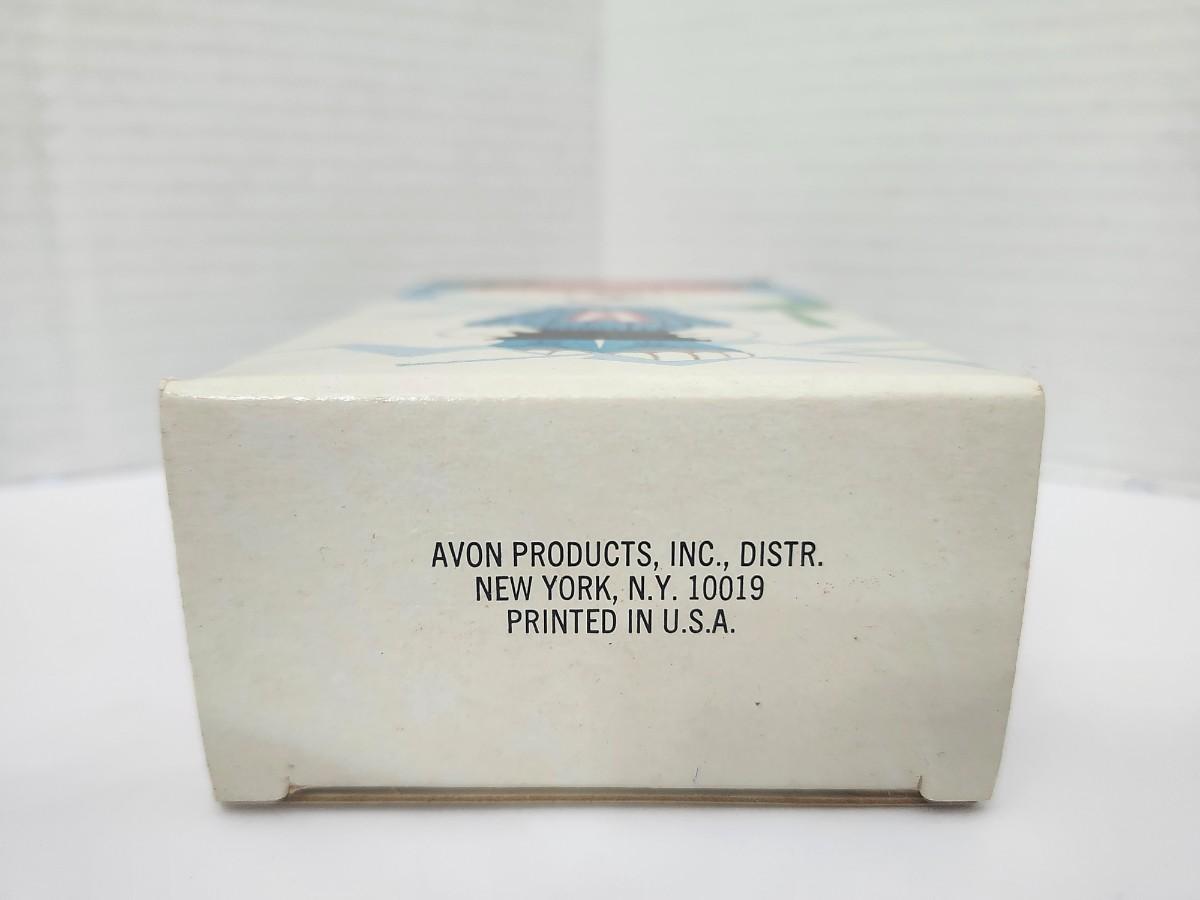 AVON PRODUCTS, INC., DISTR.
NEW YORK, N.Y. 10019
PRINTED IN U.S.A.